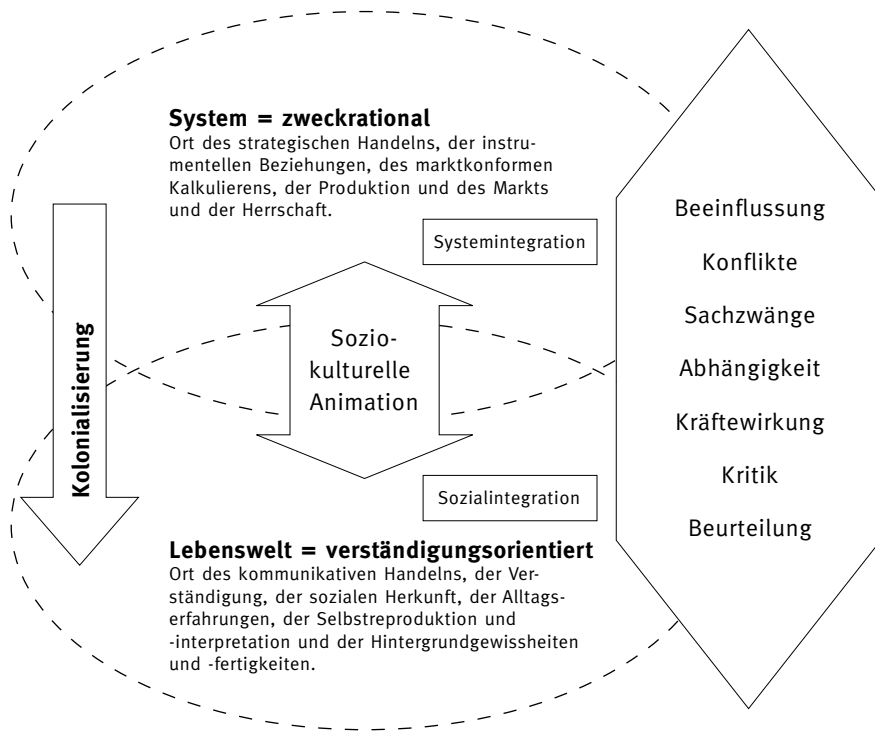 System = zweckrational
Ort des strategischen Handelns, der instru-
mentellen Beziehungen, des marktkonformen
Kalkulierens, der Produktion und des Markts
und der Herrschaft.
Systemintegration
Kolonialisierung
Sozio-
kulturelle
Animation
Sozialintegration
Lebenswelt = verständigungsorientiert
Ort des kommunikativen Handelns, der Ver-
ständigung, der sozialen Herkunft, der Alltags-
erfahrungen, der Selbstreproduktion und
-interpretation und der Hintergrundgewissheiten
und -fertigkeiten.
Beeinflussung
Konflikte
Sachzwänge
Abhängigkeit
Kräftewirkung
Kritik
Beurteilung